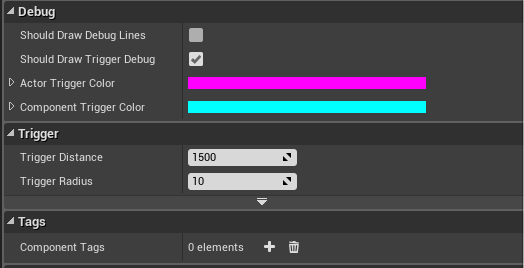 Debug
Should Draw Debug Lines
Should Draw Trigger Debug
Actor Trigger Color
Component Trigger Color
Trigger
Trigger Distance 1500
Trigger Radius 10
Tags
Component Tags 0 elements